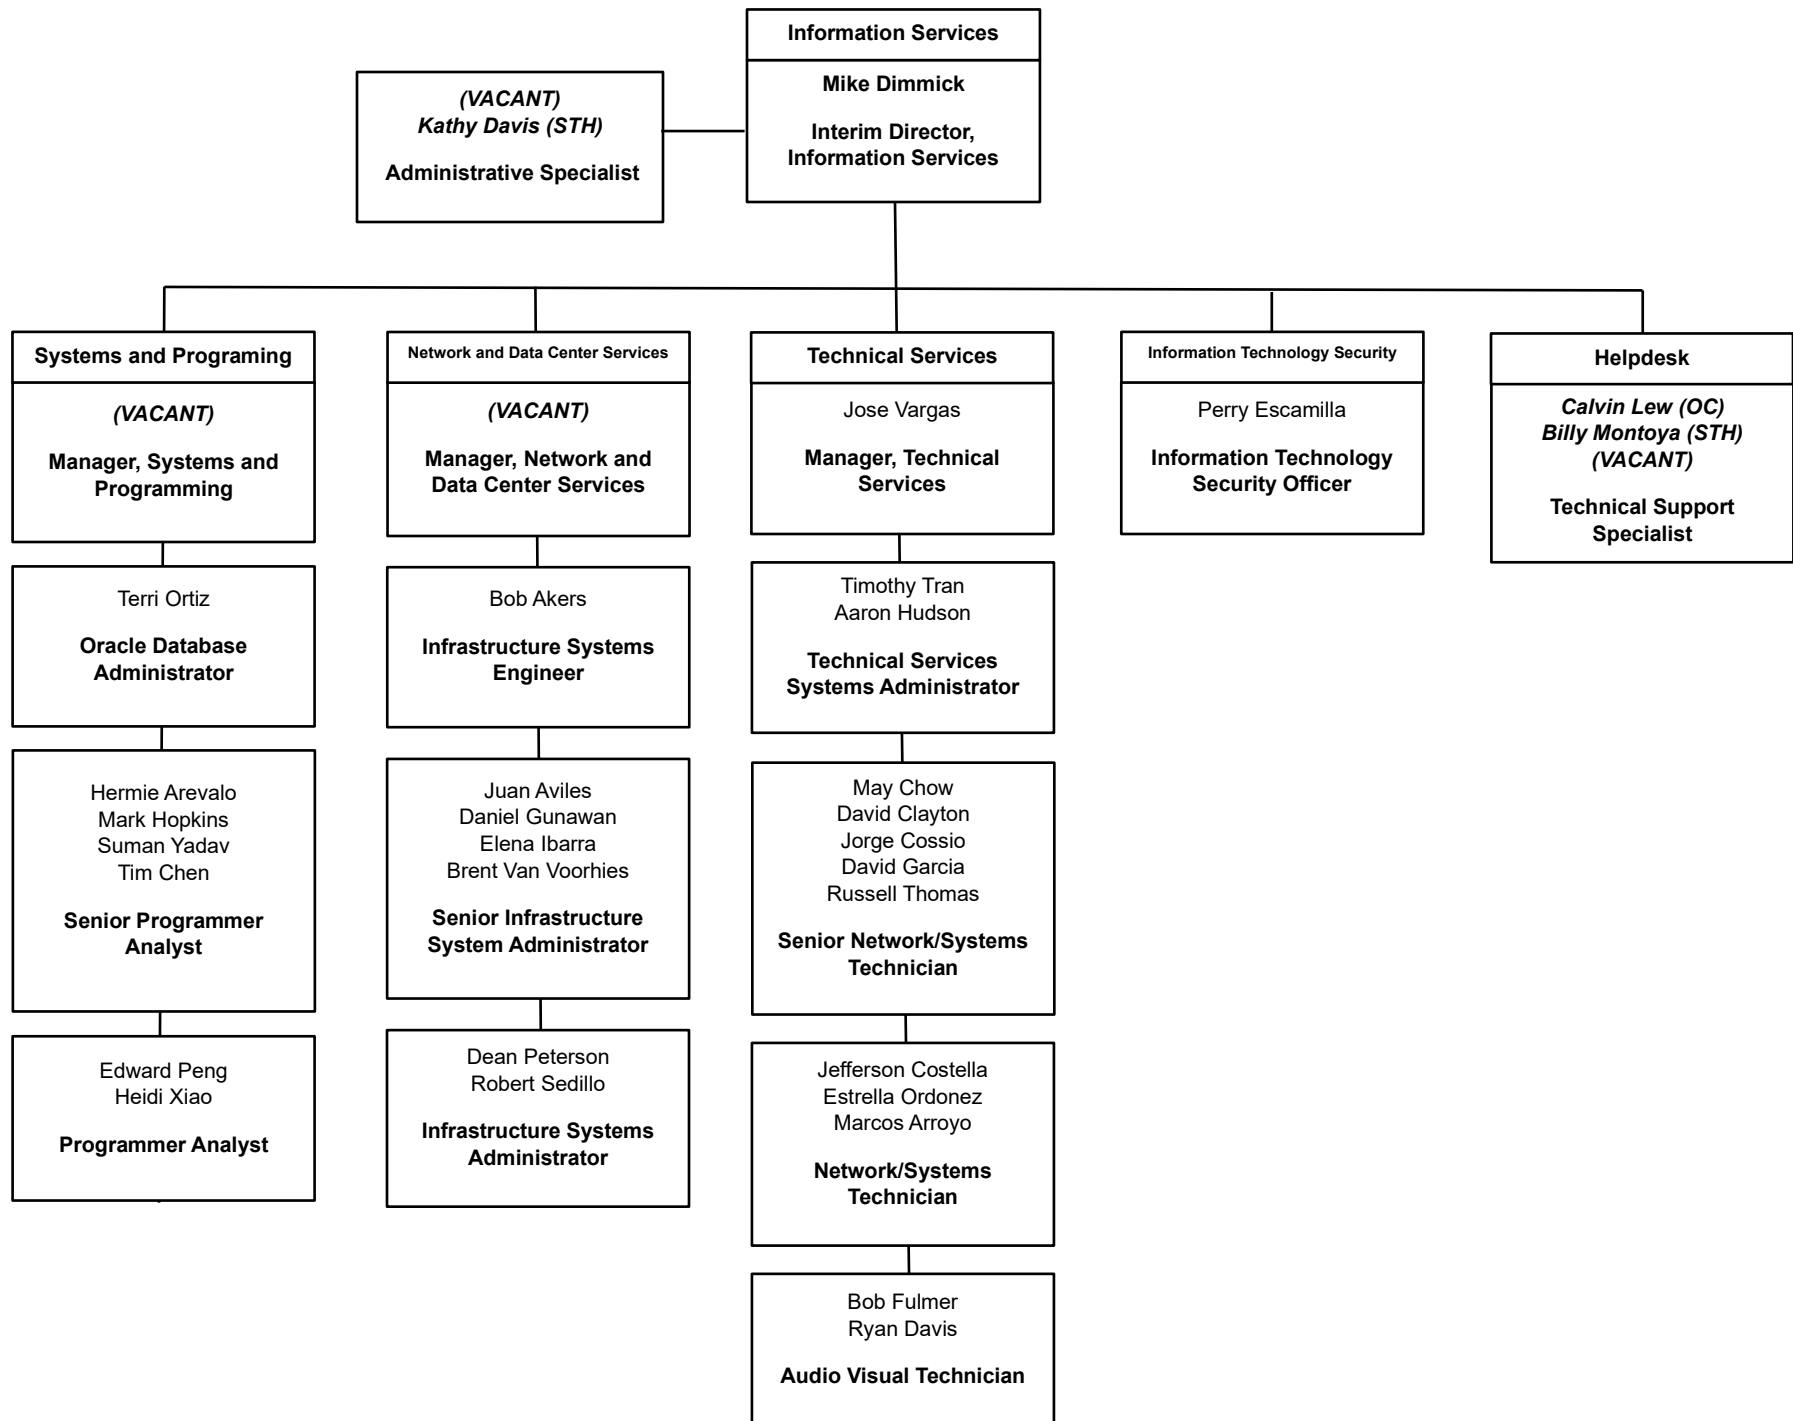 Information Services
Mike Dimmick
Interim Director,
Information Services
(VACANT)
Kathy Davis (STH)
Administrative Specialist
Systems and Programing
(VACANT)
Manager, Systems and
Programming
Terri Ortiz
Oracle Database
Administrator
Hermie Arevalo
Mark Hopkins
Suman Yadav
Tim Chen
Senior Programmer
Analyst
Edward Peng
Heidi Xiao
Programmer Analyst
Network and Data Center Services
(VACANT)
Manager, Network and
Data Center Services
Bob Akers
Infrastructure Systems
Engineer
Juan Aviles
Daniel Gunawan
Elena Ibarra
Brent Van Voorhies
Senior Infrastructure
System Administrator
Dean Peterson
Robert Sedillo
Infrastructure Systems
Administrator
Technical Services
Jose Vargas
Manager, Technical
Services
Timothy Tran
Aaron Hudson
Technical Services
Systems Administrator
May Chow
David Clayton
Jorge Cossio
David Garcia
Russell Thomas
Senior Network/Systems
Technician
Jefferson Costella
Estrella Ordonez
Marcos Arroyo
Network/Systems
Technician
Bob Fulmer
Ryan Davis
Audio Visual Technician
Information Technology Security
Perry Escamilla
Information Technology
Security Officer
Helpdesk
Calvin Lew (OC)
Billy Montoya (STH)
(VACANT)
Technical Support
Specialist